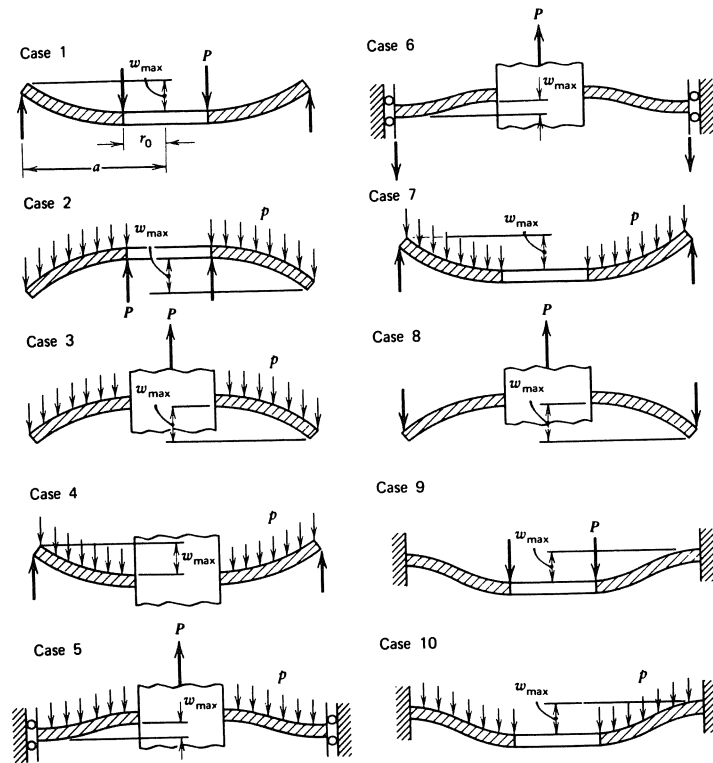 Case 1
w_max
P
r_0
a
Case 2
w_max
p
P
Case 3
P
w_max
p
Case 4
w_max
p
Case 5
P
w_max
p
Case 6
P
w_max
Case 7
w_max
p
Case 8
P
w_max
Case 9
w_max
P
Case 10
w_max
p